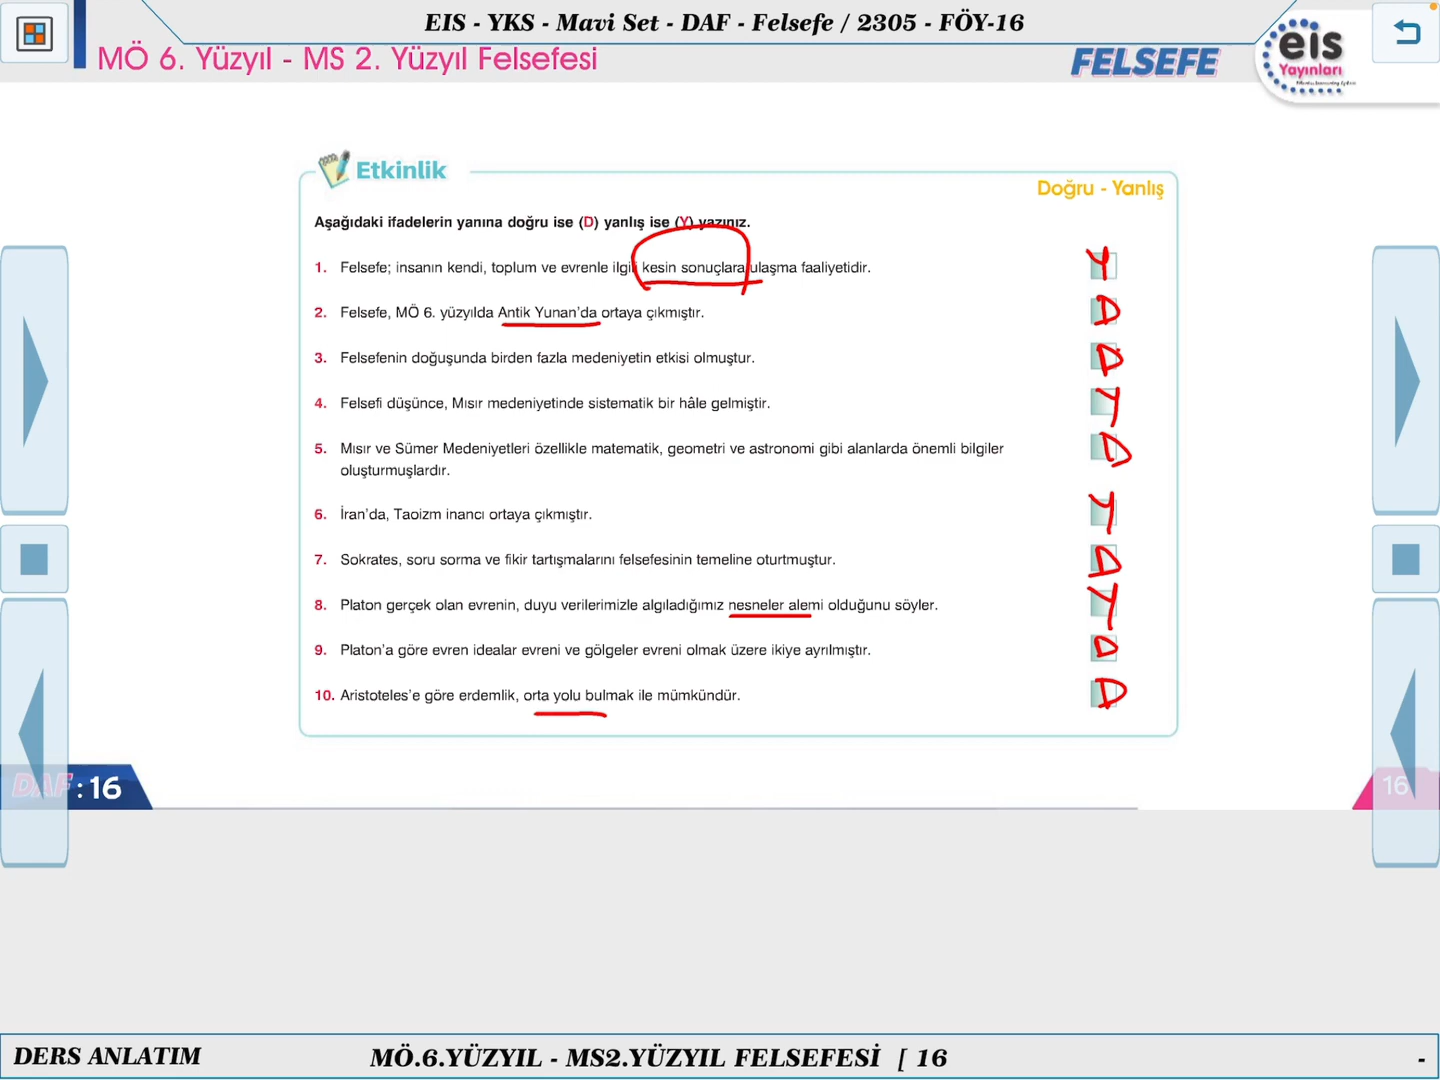 EIS - YKS - Mavi Set - DAF - Felsefe / 2305 - FÖY-16
MÖ 6. Yüzyıl - MS 2. Yüzyıl Felsefesi
FELSEFE
eis
Yayınları
Etkinlik
Doğru - Yanlış
Aşağıdaki ifadelerin yanına doğru ise (D) yanlış ise (Y) yazınız.
1. Felsefe; insanın kendi, toplum ve evrenle ilgili kesin sonuçlara ulaşma faaliyetidir. Y
2. Felsefe, MÖ 6. yüzyılda Antik Yunan'da ortaya çıkmıştır. D
3. Felsefenin doğuşunda birden fazla medeniyetin etkisi olmuştur. D
4. Felsefi düşünce, Mısır medeniyetinde sistematik bir hâle gelmiştir. Y
5. Mısır ve Sümer Medeniyetleri özellikle matematik, geometri ve astronomi gibi alanlarda önemli bilgiler D
oluşturmuşlardır.
6. İran'da, Taoizm inancı ortaya çıkmıştır. Y
7. Sokrates, soru sorma ve fikir tartışmalarını felsefesinin temeline oturtmuştur. D
8. Platon gerçek olan evrenin, duyu verilerimizle algıladığımız nesneler alemi olduğunu söyler. Y
9. Platon'a göre evren idealar evreni ve gölgeler evreni olmak üzere ikiye ayrılmıştır. D
10. Aristoteles'e göre erdemlik, orta yolu bulmak ile mümkündür. D
DAF : 16
16
DERS ANLATIM
MÖ.6.YÜZYIL - MS2.YÜZYIL FELSEFESİ [ 16
-